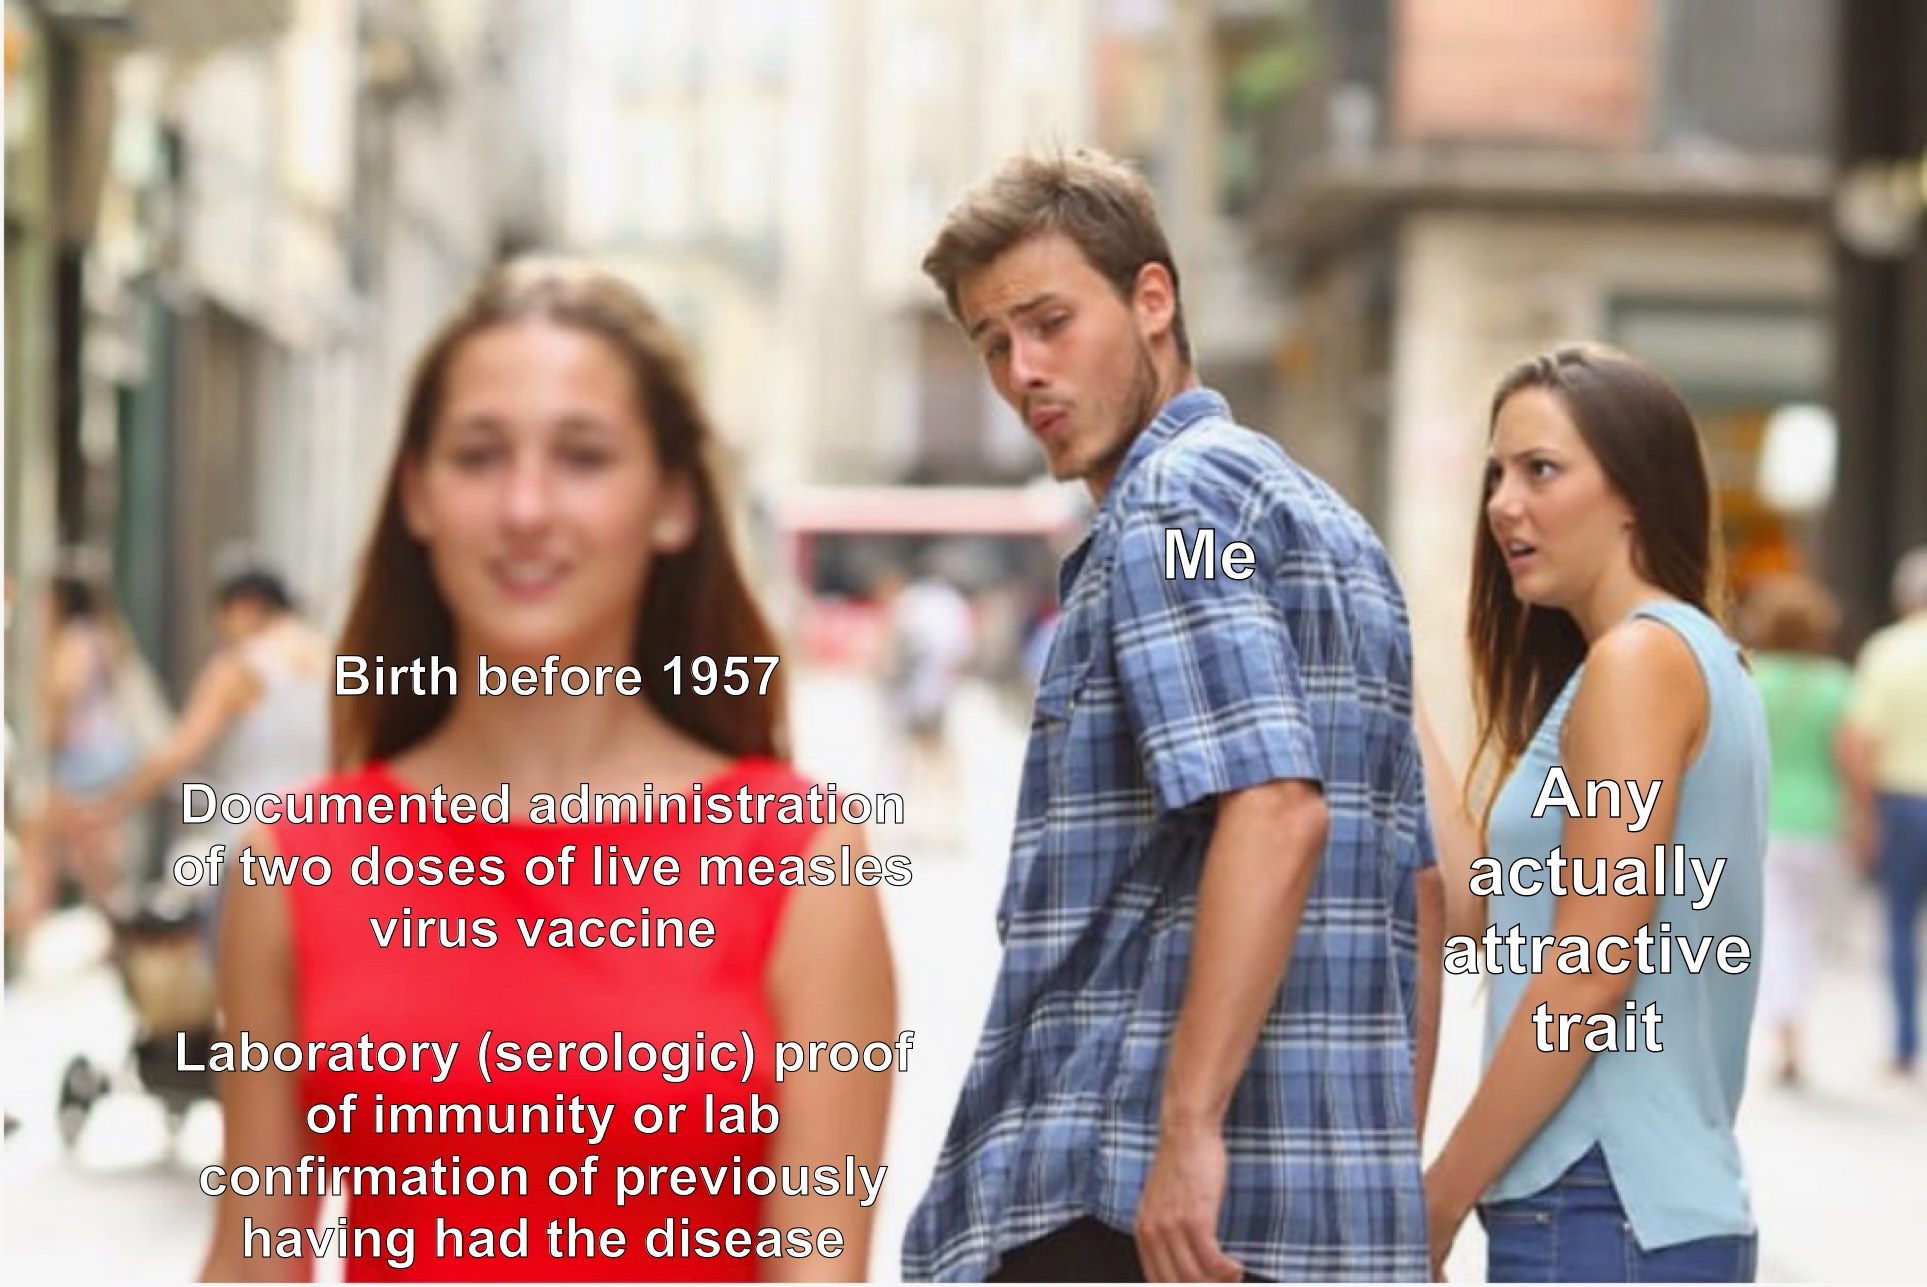 Birth before 1957
Documented administration
of two doses of live measles
virus vaccine
Laboratory (serologic) proof
of immunity or lab
confirmation of previously
having had the disease
Me
Any
actually
attractive
trait